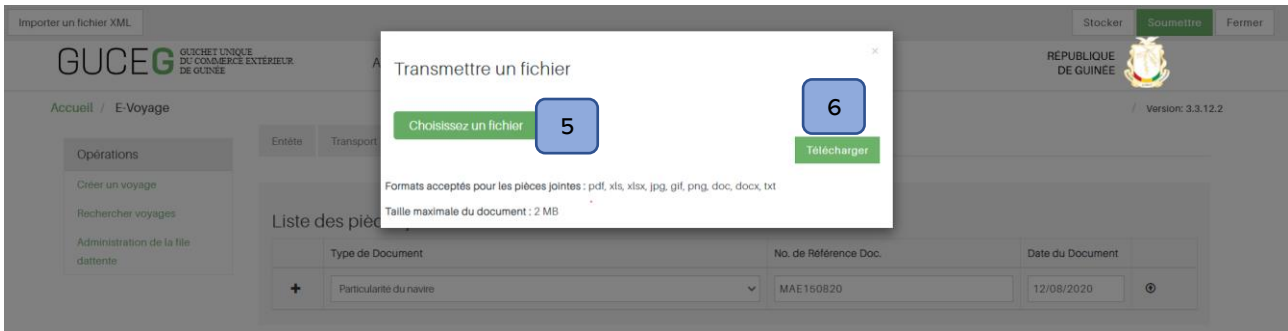 Importer un fichier XML
Stocker
Soumettre
Fermer
GUCEG GUICHET UNIQUE
DU COMMERCE EXTÉRIEUR
DE GUINÉE
A
RÉPUBLIQUE
DE GUINÉE
Accueil / E-Voyage
/ Version: 3.3.12.2
Transmettre un fichier
×
Choisissez un fichier
5
6
Télécharger
Formats acceptés pour les pièces jointes : pdf, xls, xlsx, jpg, gif, png, doc, docx, txt
Taille maximale du document : 2 MB
Opérations
Créer un voyage
Rechercher voyages
Administration de la file
dattente
Entéte
Transport
Liste des pièc
Type de Document
No. de Référence Doc.
Date du Document
+
Particularité du navire
MAE150820
12/08/2020